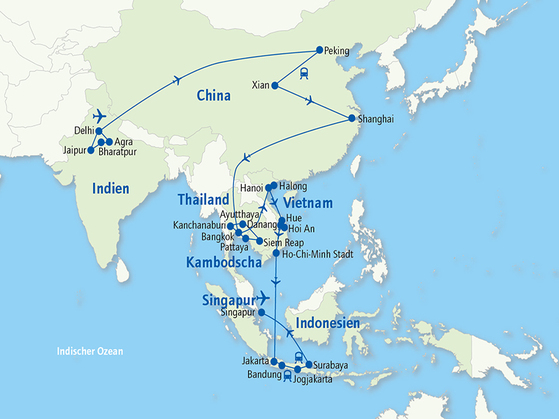 Peking
Xian
China
Shanghai
Delhi
Agra
Jaipur
Bharatpur
Indien
Halong
Hanoi
Thailand
Vietnam
Ayutthaya
Hue
Kanchanaburi
Danang
Hoi An
Bangkok
Siem Reap
Pattaya
Ho-Chi-Minh Stadt
Kambodscha
Singapur
Singapur
Indonesien
Indischer Ozean
Jakarta
Surabaya
Bandung
Jogjakarta